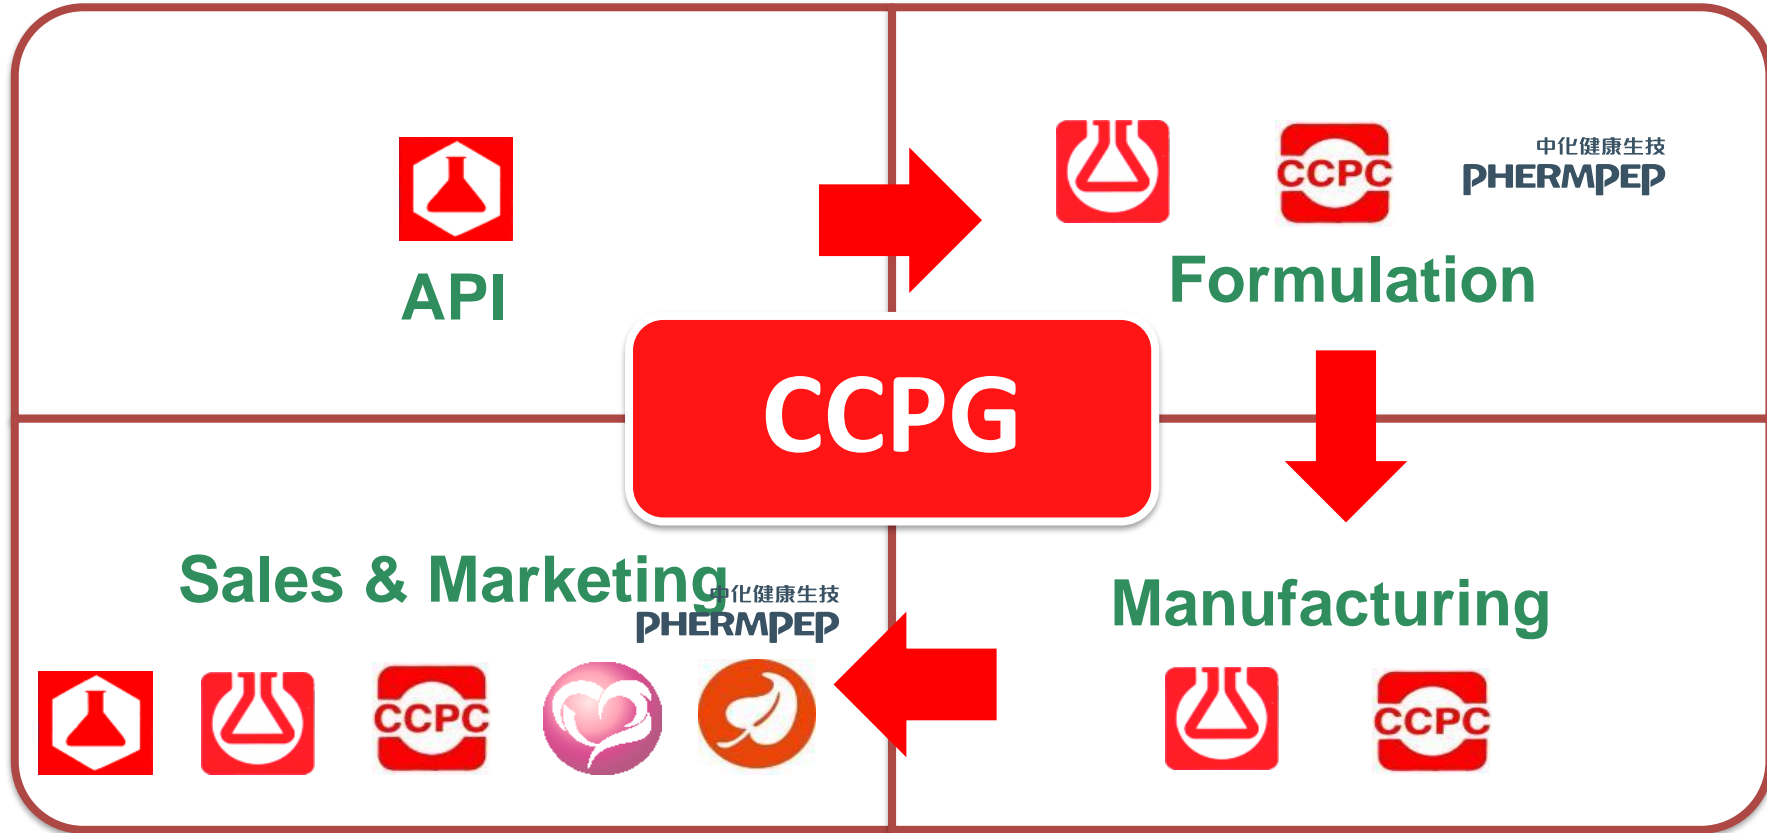 API
CCPC
中化健康生技
PHERMPEP
Formulation
CCPG
Sales & Marketing
中化健康生技
PHERMPEP
CCPC
Manufacturing
CCPC